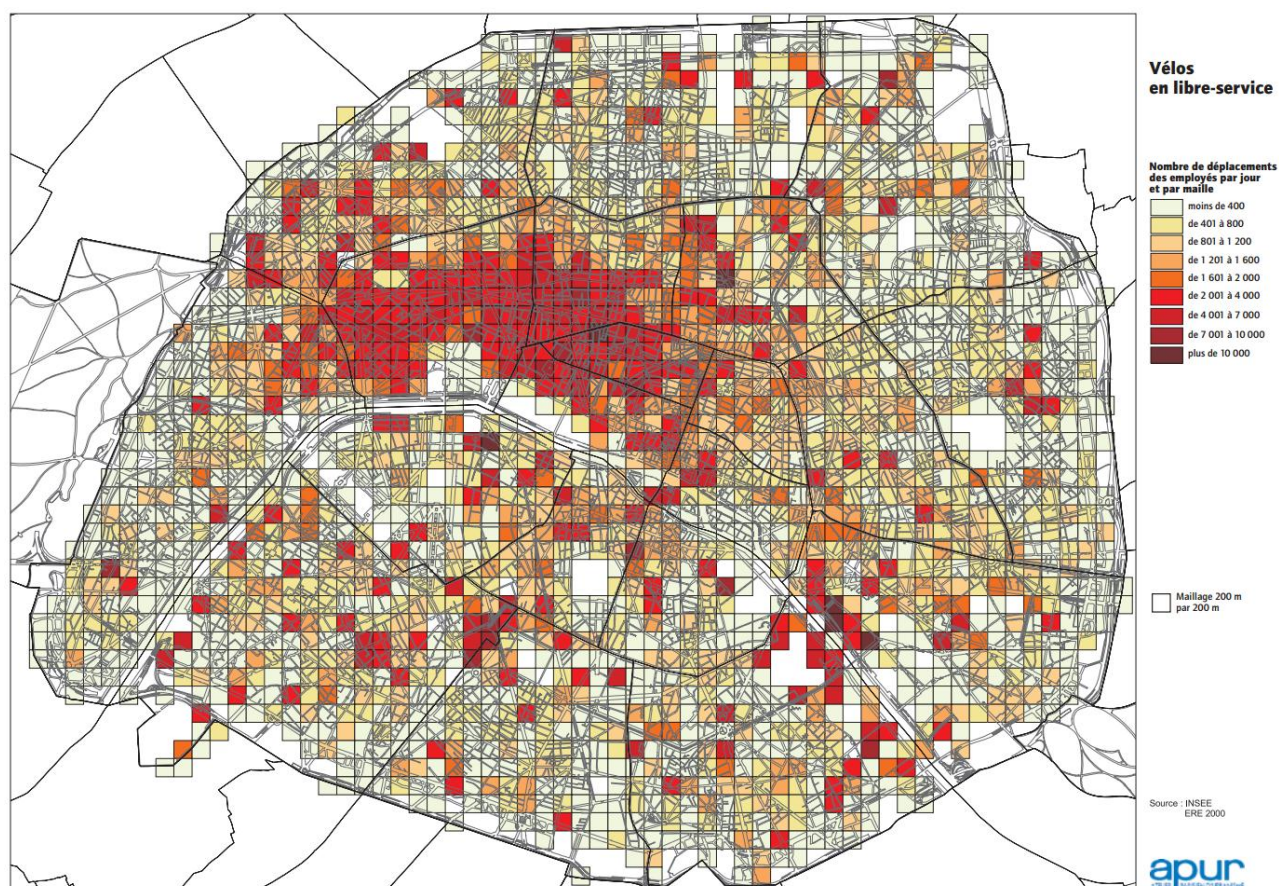 Vélos
en libre-service
Nombre de déplacements
des employés par jour
et par maille
moins de 400
de 401 à 800
de 801 à 1 200
de 1 201 à 1 600
de 1 601 à 2 000
de 2 001 à 4 000
de 4 001 à 7 000
de 7 001 à 10 000
plus de 10 000
Maillage 200 m
par 200 m
Source : INSEE
ERE 2000
apur